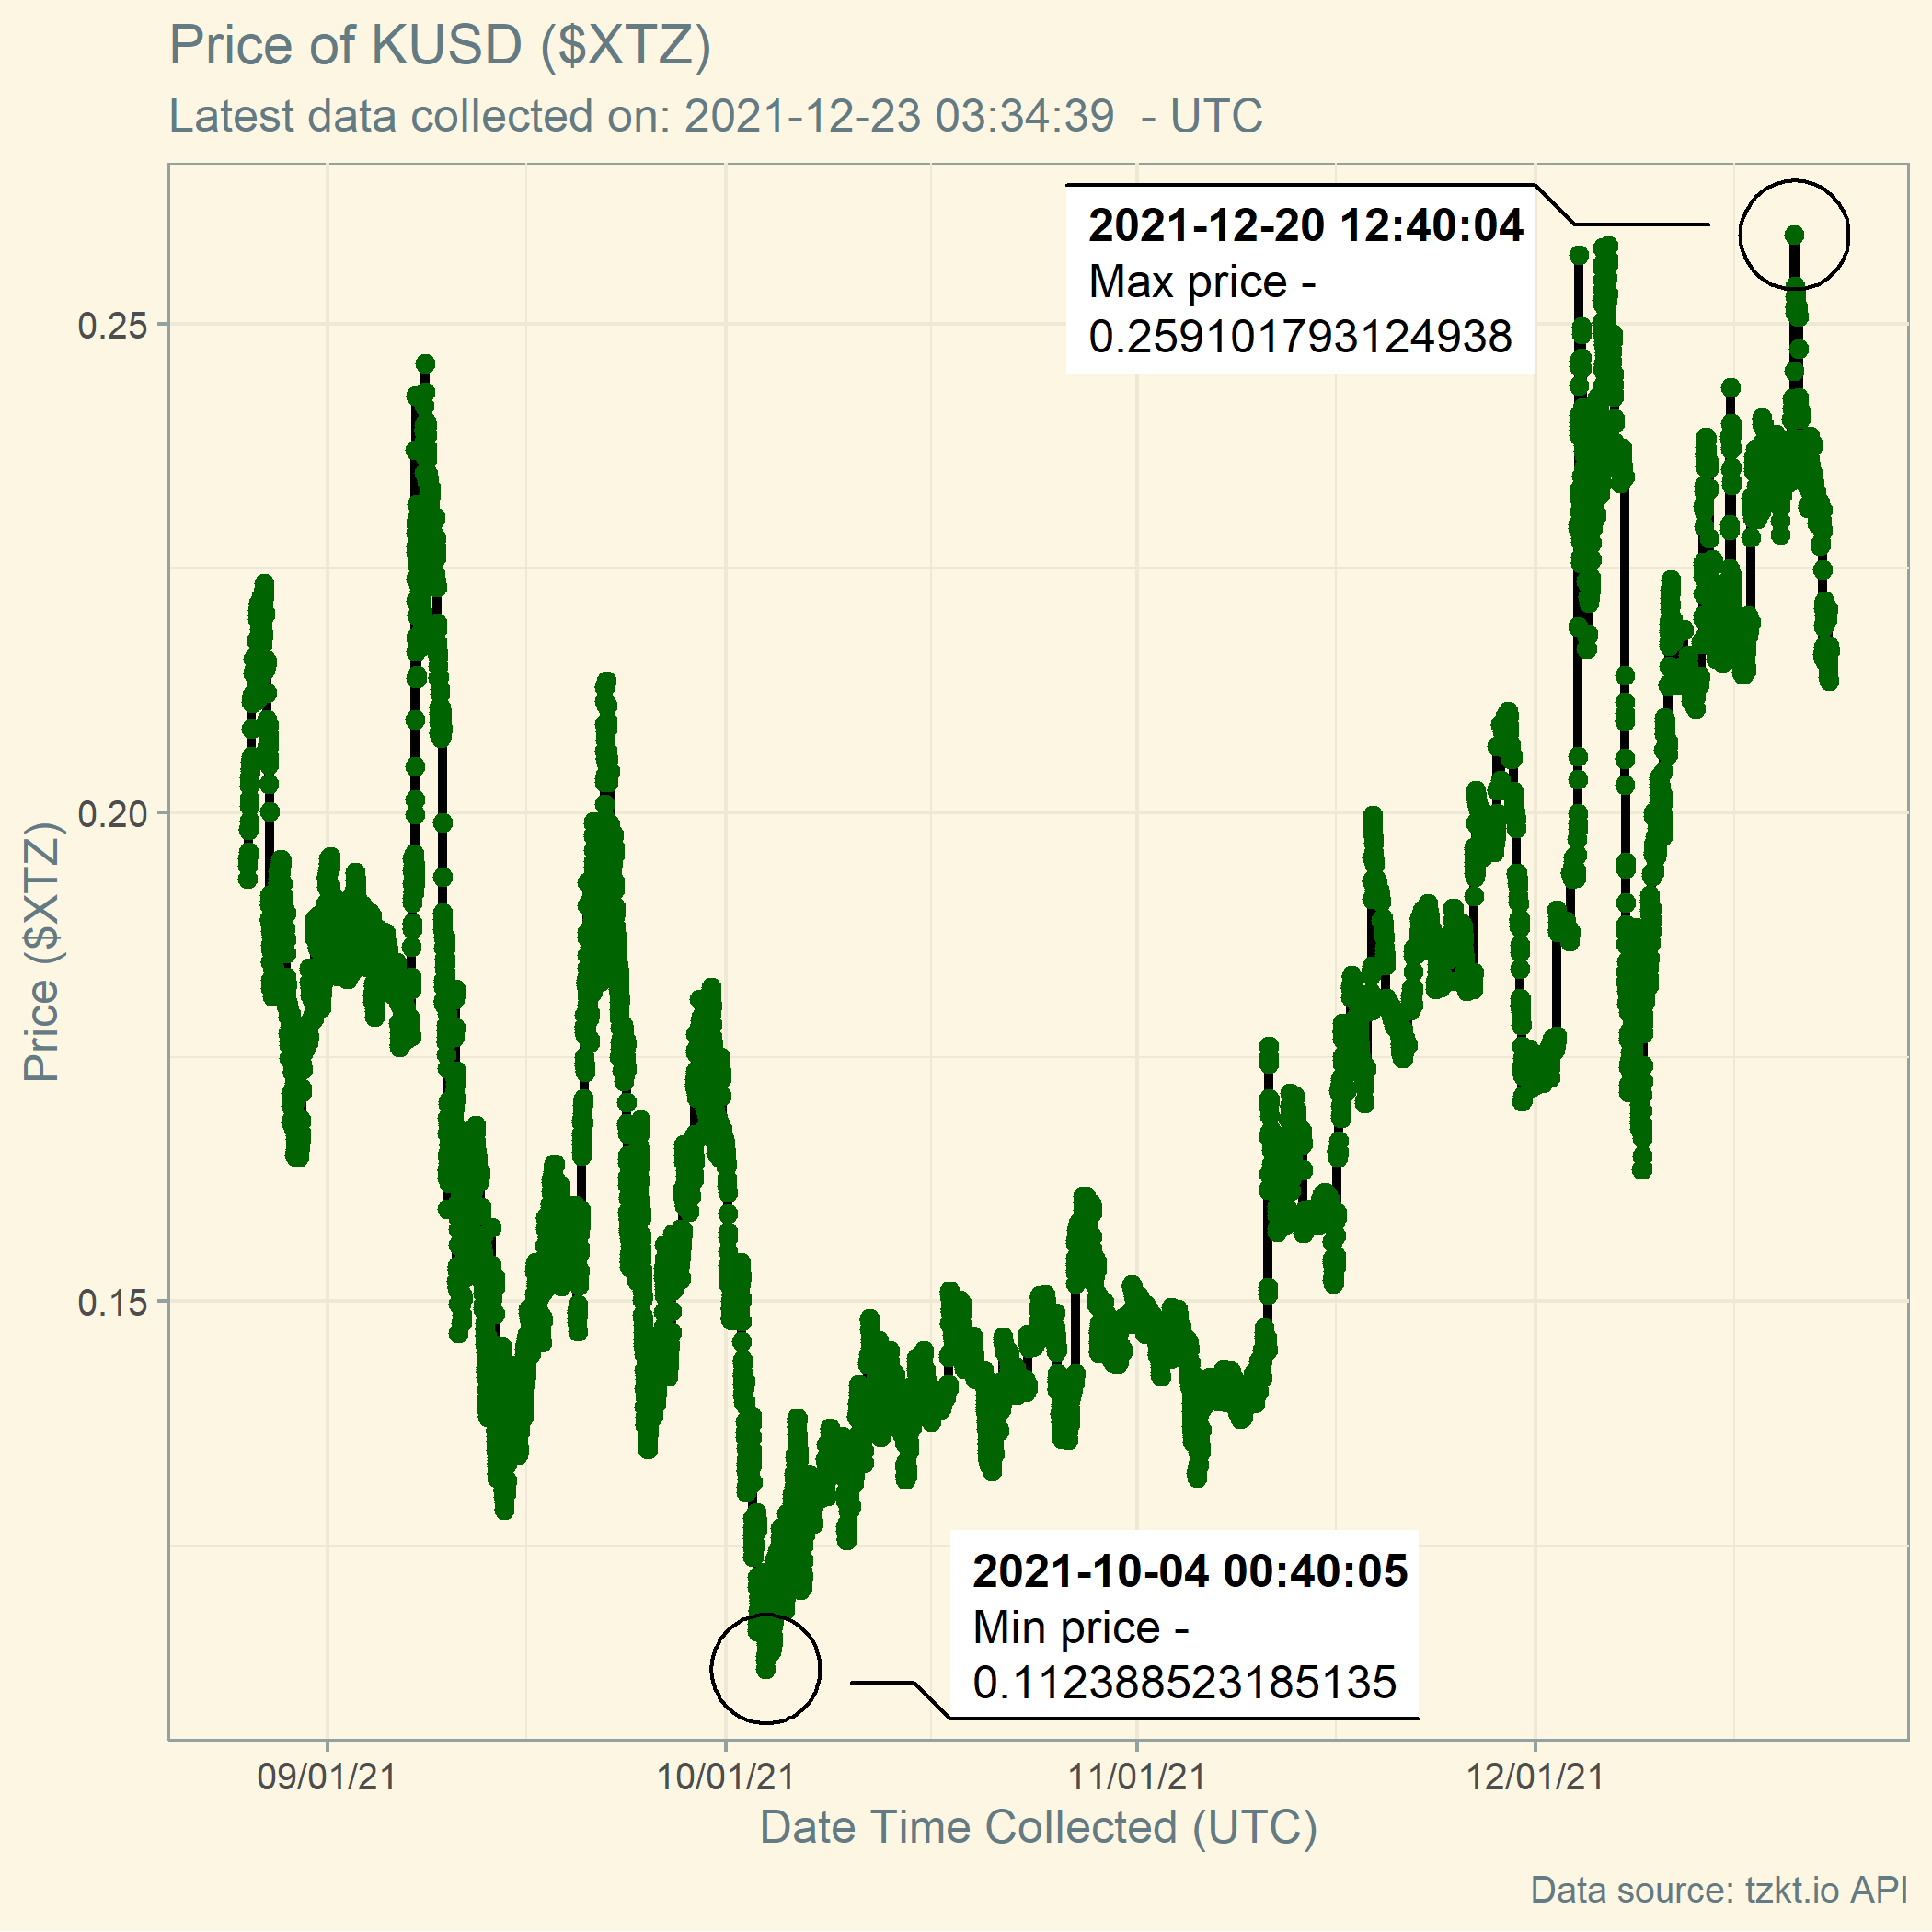 Price of KUSD ($XTZ)
Latest data collected on: 2021-12-23 03:34:39  - UTC
2021-12-20 12:40:04
Max price -
0.259101793124938
0.25
0.20
0.15
Price ($XTZ)
2021-10-04 00:40:05
Min price -
0.112388523185135
09/01/21
10/01/21
11/01/21
12/01/21
Date Time Collected (UTC)
Data source: tzkt.io API